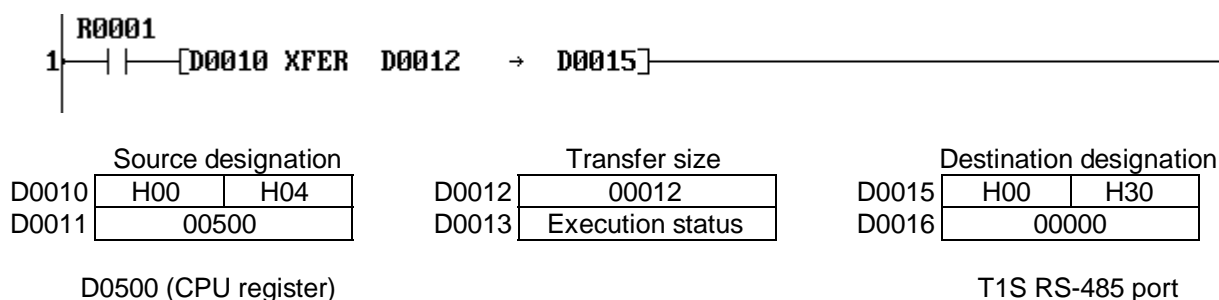 R0001
1 [D0010 XFER D0012 → D0015]
Source designation Transfer size Destination designation
D0010 H00 H04 D0012 00012 D0015 H00 H30
D0011 00500 D0013 Execution status D0016 00000
D0500 (CPU register) T1S RS-485 port